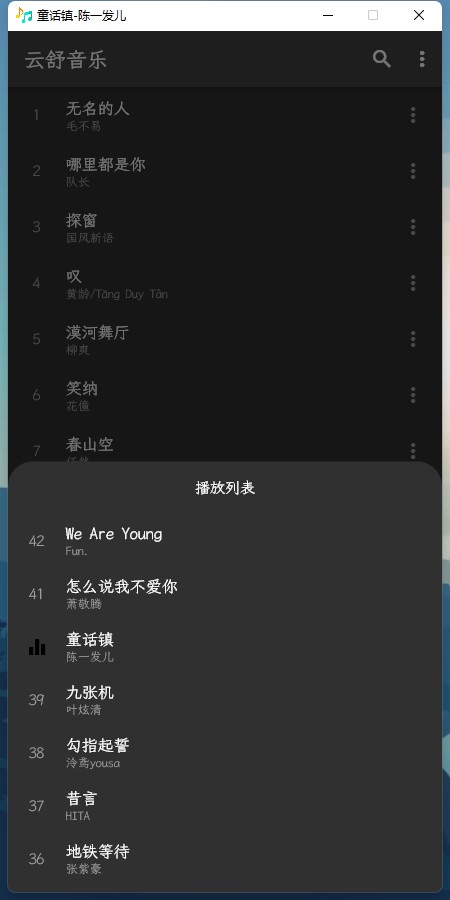 童话镇-陈一发儿
云舒音乐
1
无名的人
毛不易
2
哪里都是你
队长
3
探窗
国风新语
4
叹
黄龄/Tăng Duy Tân
5
漠河舞厅
柳爽
6
笑纳
花僮
7
春山空
播放列表
42
We Are Young
Fun.
41
怎么说我不爱你
萧敬腾
童话镇
陈一发儿
39
九张机
叶炫清
38
勾指起誓
泠鸢yousa
37
昔言
HITA
36
地铁等待
张紫豪